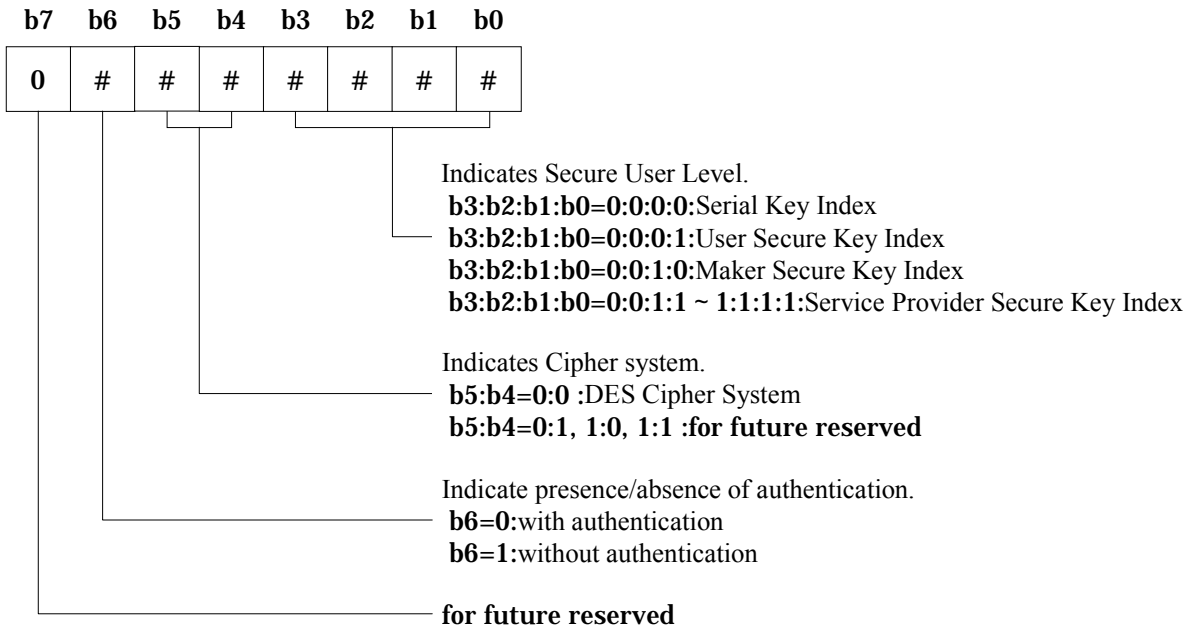 b7 b6 b5 b4 b3 b2 b1 b0
0 # # # # # # #
Indicates Secure User Level.
b3:b2:b1:b0=0:0:0:0:Serial Key Index
b3:b2:b1:b0=0:0:0:1:User Secure Key Index
b3:b2:b1:b0=0:0:1:0:Maker Secure Key Index
b3:b2:b1:b0=0:0:1:1 ~ 1:1:1:1:Service Provider Secure Key Index
Indicates Cipher system.
b5:b4=0:0 :DES Cipher System
b5:b4=0:1, 1:0, 1:1 :for future reserved
Indicate presence/absence of authentication.
b6=0:with authentication
b6=1:without authentication
for future reserved